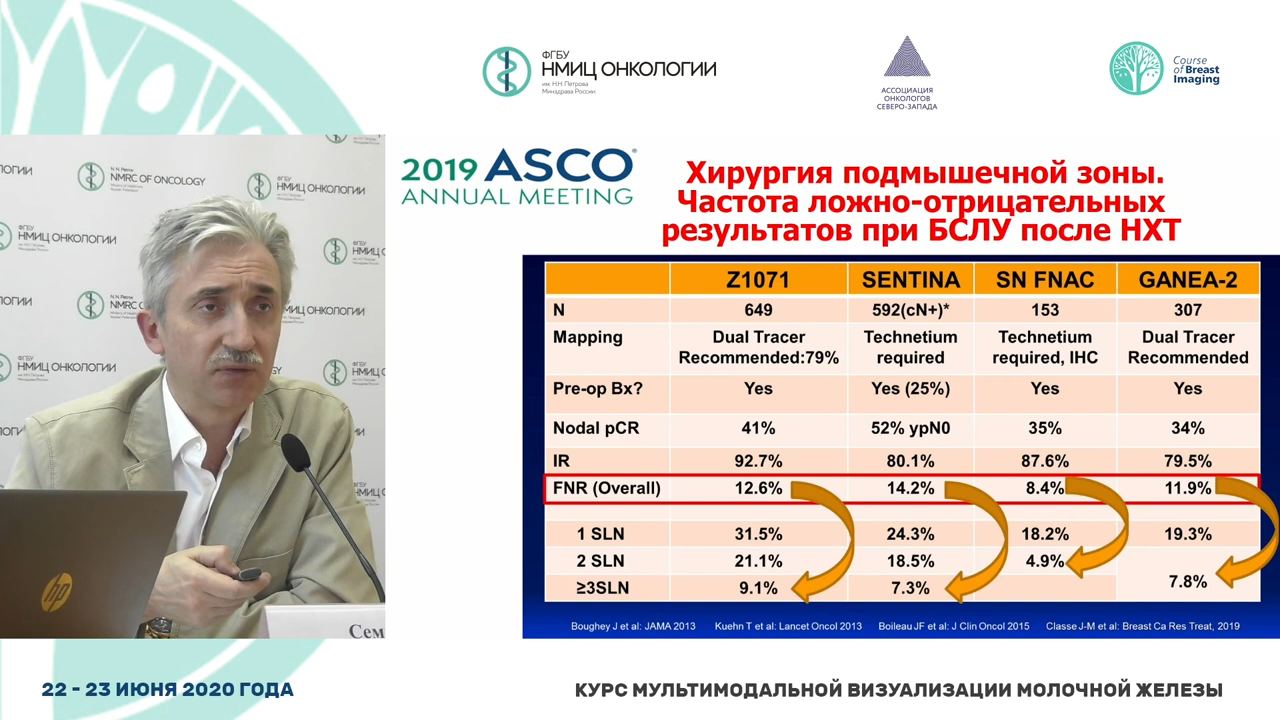 ФГБУ
НМИЦ ОНКОЛОГИИ
им. Н.Н. Петрова
Минздрава России
АССОЦИАЦИЯ
ОНКОЛОГОВ
СЕВЕРО-ЗАПАДА
Course
of Breast
Imaging
N.N. Petrov
NMRC OF ONCOLOGY
ФГБУ
НМИЦ ОНКОЛОГИИ
hp
Сем
2019 ASCO®
ANNUAL MEETING
Хирургия подмышечной зоны.
Частота ложно-отрицательных
результатов при БСЛУ после НХТ
Z1071 SENTINA SN FNAC GANEA-2
N 649 592(cN+)* 153 307
Mapping Dual Tracer Recommended:79% Technetium required Technetium required, IHC Dual Tracer Recommended
Pre-op Bx? Yes Yes (25%) Yes Yes
Nodal pCR 41% 52% ypN0 35% 34%
IR 92.7% 80.1% 87.6% 79.5%
FNR (Overall) 12.6% 14.2% 8.4% 11.9%
1 SLN 31.5% 24.3% 18.2% 19.3%
2 SLN 21.1% 18.5% 4.9%
≥3SLN 9.1% 7.3% 7.8%
Boughey J et al: JAMA 2013 Kuehn T et al: Lancet Oncol 2013 Boileau JF et al: J Clin Oncol 2015 Classe J-M et al: Breast Ca Res Treat, 2019
22 - 23 ИЮНЯ 2020 ГОДА
КУРС МУЛЬТИМОДАЛЬНОЙ ВИЗУАЛИЗАЦИИ МОЛОЧНОЙ ЖЕЛЕЗЫ